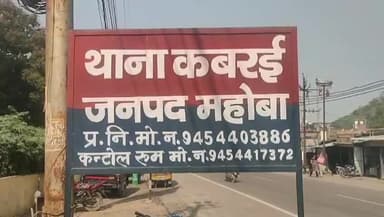 थाना कबरई
जनपद महोबा
प्र.नि.मो.न.9454403886
कन्टोल रूम मो.न.9454417372